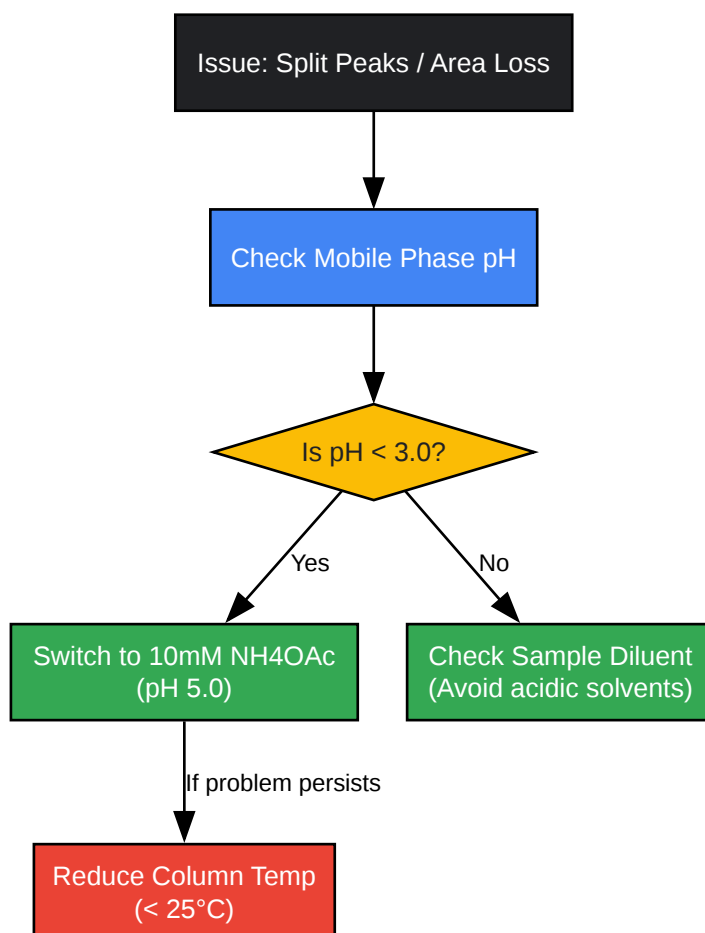 Issue: Split Peaks / Area Loss
Check Mobile Phase pH
Is pH < 3.0?
Yes
No
Switch to 10mM NH4OAc
(pH 5.0)
Check Sample Diluent
(Avoid acidic solvents)
If problem persists
Reduce Column Temp
(< 25°C)